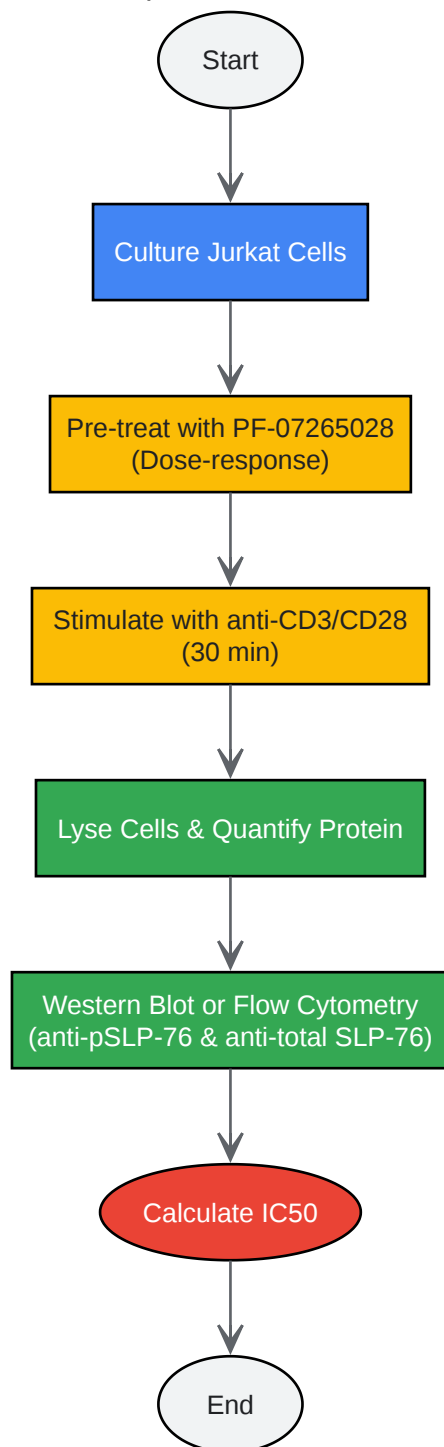 Start
Culture Jurkat Cells
Pre-treat with PF-07265028
(Dose-response)
Stimulate with anti-CD3/CD28
(30 min)
Lyse Cells & Quantify Protein
Western Blot or Flow Cytometry
(anti-pSLP-76 & anti-total SLP-76)
Calculate IC50
End